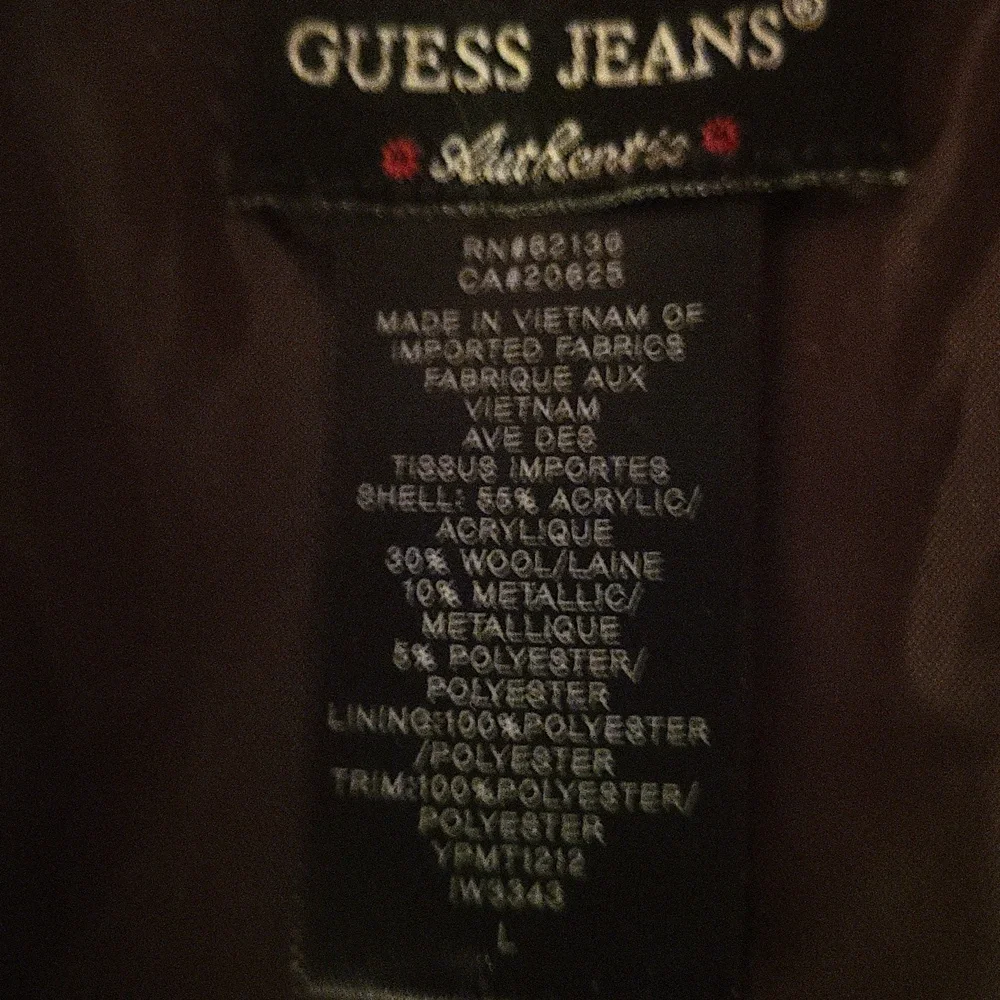 GUESS JEANS®
Authentic
RN#62136
CA#20625
MADE IN VIETNAM OF
IMPORTED FABRICS
FABRIQUE AUX
VIETNAM
AVE DES
TISSUS IMPORTES
SHELL: 55% ACRYLIC/
ACRYLIQUE
30% WOOL/LAINE
10% METALLIC/
METALLIQUE
5% POLYESTER/
POLYESTER
LINING:100%POLYESTER
/POLYESTER
TRIM:100%POLYESTER/
POLYESTER
YPMT1212
IW3343
L